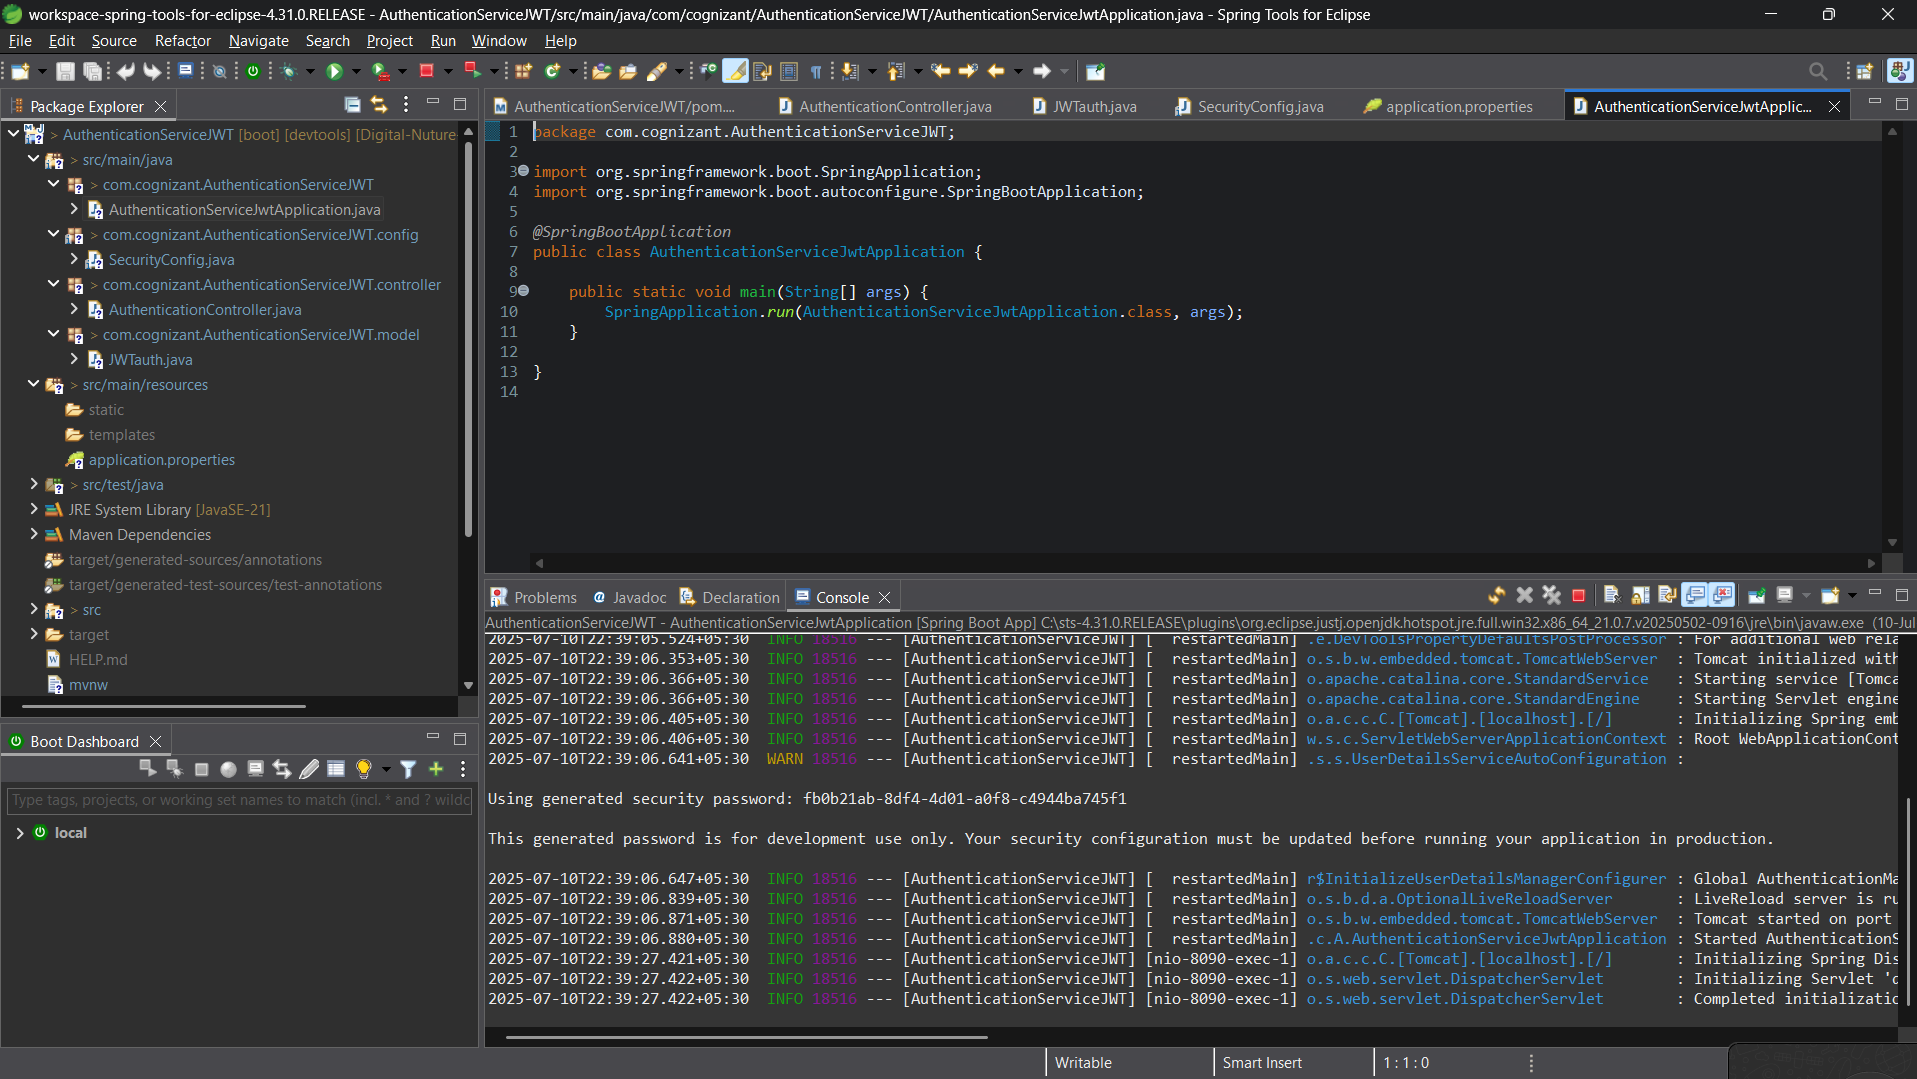 workspace-spring-tools-for-eclipse-4.31.0.RELEASE - AuthenticationServiceJWT/src/main/java/com/cognizant/AuthenticationServiceJWT/AuthenticationServiceJwtApplication.java - Spring Tools for Eclipse
File Edit Source Refactor Navigate Search Project Run Window Help
Package Explorer
> AuthenticationServiceJWT [boot] [devtools] [Digital-Nuture-
> src/main/java
> com.cognizant.AuthenticationServiceJWT
AuthenticationServiceJwtApplication.java
> com.cognizant.AuthenticationServiceJWT.config
SecurityConfig.java
> com.cognizant.AuthenticationServiceJWT.controller
AuthenticationController.java
> com.cognizant.AuthenticationServiceJWT.model
JWTauth.java
> src/main/resources
static
templates
application.properties
> src/test/java
JRE System Library [JavaSE-21]
Maven Dependencies
target/generated-sources/annotations
target/generated-test-sources/test-annotations
> src
target
HELP.md
mvnw
Boot Dashboard
Type tags, projects, or working set names to match (incl. * and ? wildc
local
AuthenticationServiceJWT/pom.... AuthenticationController.java JWTauth.java SecurityConfig.java application.properties AuthenticationServiceJwtApplic...
1 package com.cognizant.AuthenticationServiceJWT;
2
3 import org.springframework.boot.SpringApplication;
4 import org.springframework.boot.autoconfigure.SpringBootApplication;
5
6 @SpringBootApplication
7 public class AuthenticationServiceJwtApplication {
8
9 public static void main(String[] args) {
10 SpringApplication.run(AuthenticationServiceJwtApplication.class, args);
11 }
12
13 }
14
Problems @ Javadoc Declaration Console
AuthenticationServiceJWT - AuthenticationServiceJwtApplication [Spring Boot App] C:\sts-4.31.0.RELEASE\plugins\org.eclipse.justj.openjdk.hotspot.jre.full.win32.x86_64_21.0.7.v20250502-0916\jre\bin\javaw.exe (10-Jul
2025-07-10T22:39:05.524+05:30 INFO 18516 --- [AuthenticationServiceJWT] [ restartedMain] .e.DevToolsPropertyDefaultsPostProcessor : For additional web rela
2025-07-10T22:39:06.353+05:30 INFO 18516 --- [AuthenticationServiceJWT] [ restartedMain] o.s.b.w.embedded.tomcat.TomcatWebServer : Tomcat initialized with
2025-07-10T22:39:06.366+05:30 INFO 18516 --- [AuthenticationServiceJWT] [ restartedMain] o.apache.catalina.core.StandardService : Starting service [Tomca
2025-07-10T22:39:06.366+05:30 INFO 18516 --- [AuthenticationServiceJWT] [ restartedMain] o.apache.catalina.core.StandardEngine : Starting Servlet engine
2025-07-10T22:39:06.405+05:30 INFO 18516 --- [AuthenticationServiceJWT] [ restartedMain] o.a.c.c.C.[Tomcat].[localhost].[/] : Initializing Spring emb
2025-07-10T22:39:06.406+05:30 INFO 18516 --- [AuthenticationServiceJWT] [ restartedMain] w.s.c.ServletWebServerApplicationContext : Root WebApplicationCont
2025-07-10T22:39:06.641+05:30 WARN 18516 --- [AuthenticationServiceJWT] [ restartedMain] .s.s.UserDetailsServiceAutoConfiguration :
Using generated security password: fb0b21ab-8df4-4d01-a0f8-c4944ba745f1
This generated password is for development use only. Your security configuration must be updated before running your application in production.
2025-07-10T22:39:06.647+05:30 INFO 18516 --- [AuthenticationServiceJWT] [ restartedMain] r$InitializeUserDetailsManagerConfigurer : Global AuthenticationMa
2025-07-10T22:39:06.839+05:30 INFO 18516 --- [AuthenticationServiceJWT] [ restartedMain] o.s.b.d.a.OptionalLiveReloadServer : LiveReload server is ru
2025-07-10T22:39:06.871+05:30 INFO 18516 --- [AuthenticationServiceJWT] [ restartedMain] o.s.b.w.embedded.tomcat.TomcatWebServer : Tomcat started on port
2025-07-10T22:39:06.880+05:30 INFO 18516 --- [AuthenticationServiceJWT] [ restartedMain] .c.A.AuthenticationServiceJwtApplication : Started AuthenticationS
2025-07-10T22:39:27.421+05:30 INFO 18516 --- [AuthenticationServiceJWT] [nio-8090-exec-1] o.a.c.c.C.[Tomcat].[localhost].[/] : Initializing Spring Dis
2025-07-10T22:39:27.422+05:30 INFO 18516 --- [AuthenticationServiceJWT] [nio-8090-exec-1] o.s.web.servlet.DispatcherServlet : Initializing Servlet 'd
2025-07-10T22:39:27.422+05:30 INFO 18516 --- [AuthenticationServiceJWT] [nio-8090-exec-1] o.s.web.servlet.DispatcherServlet : Completed initializatio
Writable Smart Insert 1 : 1 : 0